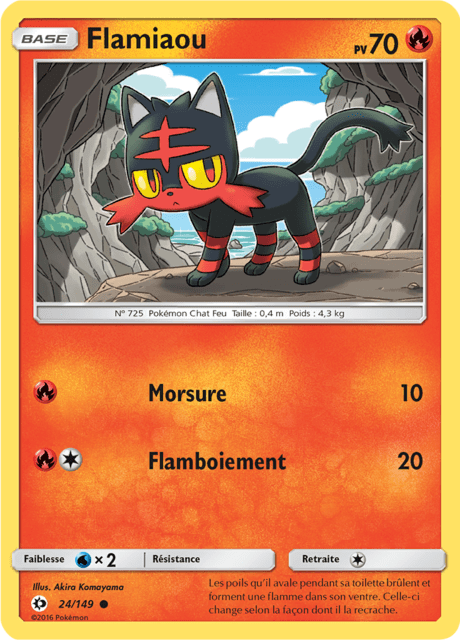 BASE Flamiaou PV 70
N° 725 Pokémon Chat Feu Taille : 0,4 m Poids : 4,3 kg
Morsure 10
Flamboiement 20
Faiblesse × 2 Résistance Retraite
Illus. Akira Komayama
24/149
©2016 Pokémon
Les poils qu'il avale pendant sa toilette brûlent et
forment une flamme dans son ventre. Celle-ci
change selon la façon dont il la recrache.